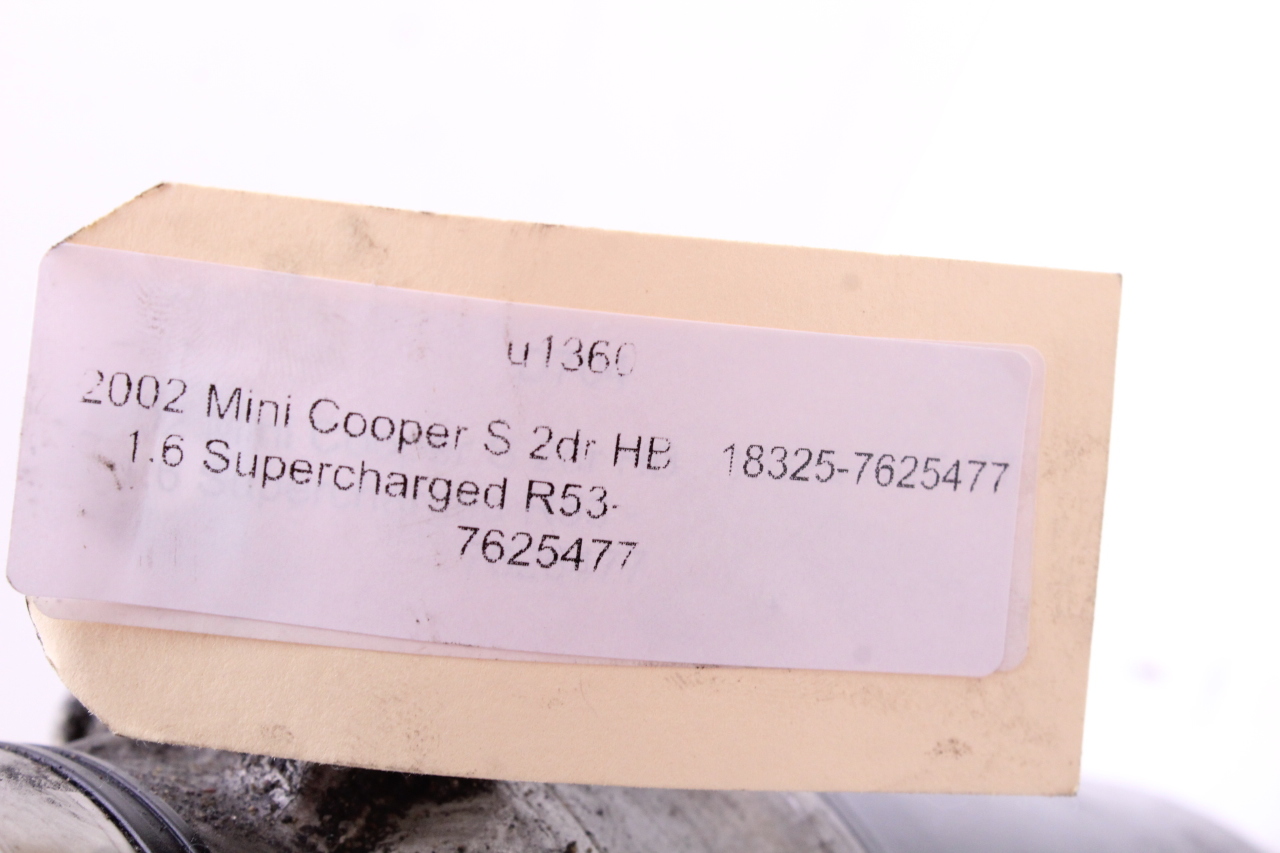 u1360
2002 Mini Cooper S 2dr HB 18325-7625477
1.6 Supercharged R53-
7625477